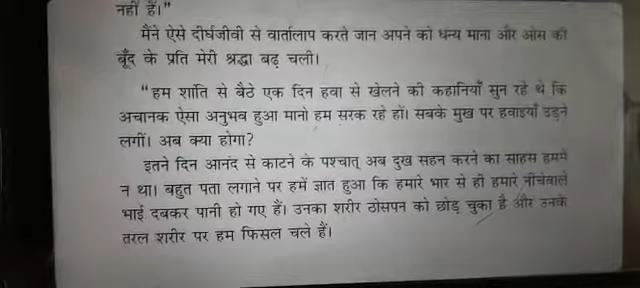 नहीं हैं।”
मैंने ऐसे दीर्घजीवी से वार्तालाप करते जान अपने को धन्य माना और ओस की
बूँद के प्रति मेरी श्रद्धा बढ़ चली।
“हम शांति से बैठे एक दिन हवा से खेलने की कहानियाँ सुन रहे थे कि
अचानक ऐसा अनुभव हुआ मानो हम सरक रहे हों। सबके मुख पर हवाइयाँ उड़ने
लगीं। अब क्या होगा?
इतने दिन आनंद से काटने के पश्चात् अब दुख सहन करने का साहस हममें
न था। बहुत पता लगाने पर हमें ज्ञात हुआ कि हमारे भार से ही हमारे नीचेवाले
भाई दबकर पानी हो गए हैं। उनका शरीर ठोसपन को छोड़ चुका है और उनके
तरल शरीर पर हम फिसल चले हैं।